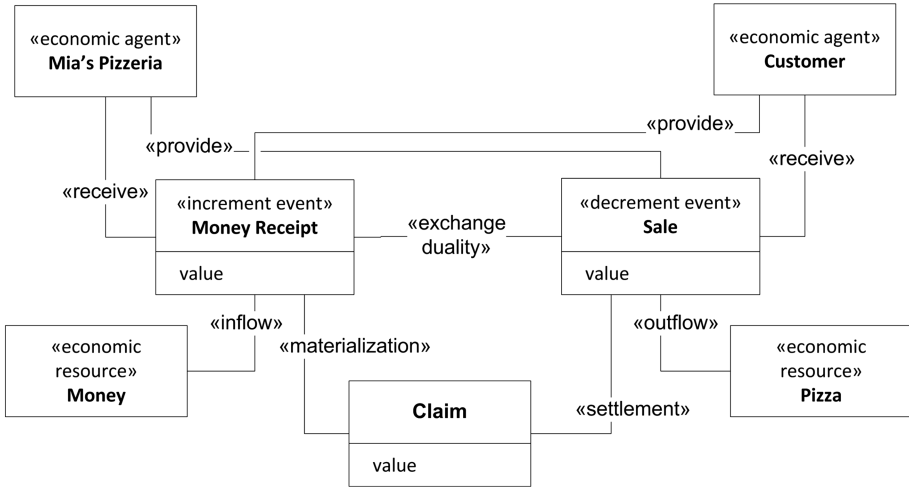 «economic agent»
Mia’s Pizzeria
«economic agent»
Customer
«provide»
«provide»
«receive»
«receive»
«increment event»
Money Receipt
value
«exchange
duality»
«decrement event»
Sale
value
«inflow»
«outflow»
«materialization»
«economic
resource»
Money
«economic
resource»
Pizza
Claim
value
«settlement»